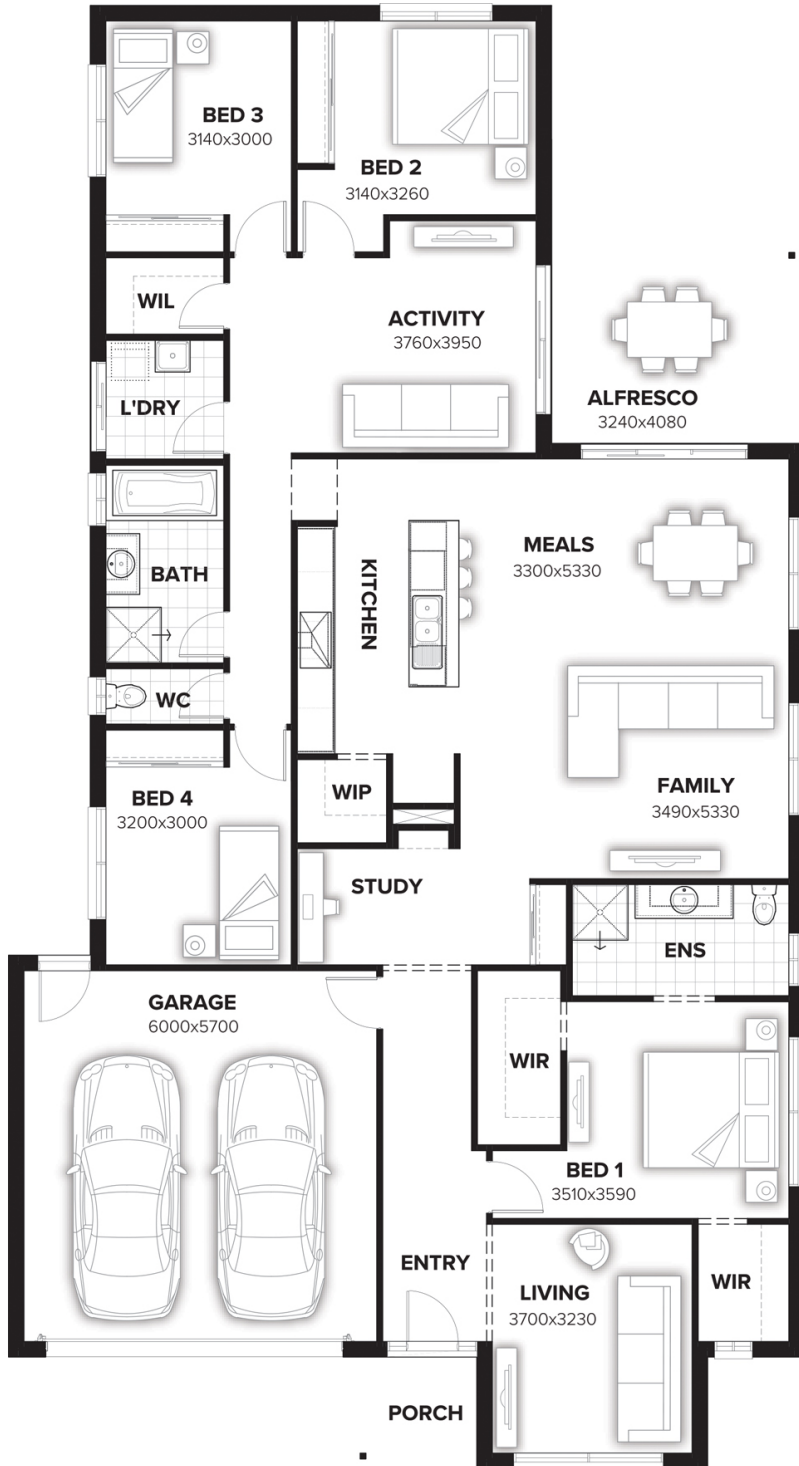 BED 3
3140x3000
BED 2
3140x3260
WIL
ACTIVITY
3760x3950
L'DRY
ALFRESCO
3240x4080
BATH
KITCHEN
MEALS
3300x5330
WC
BED 4
3200x3000
WIP
FAMILY
3490x5330
STUDY
ENS
GARAGE
6000x5700
WIR
BED 1
3510x3590
ENTRY
LIVING
3700x3230
WIR
PORCH